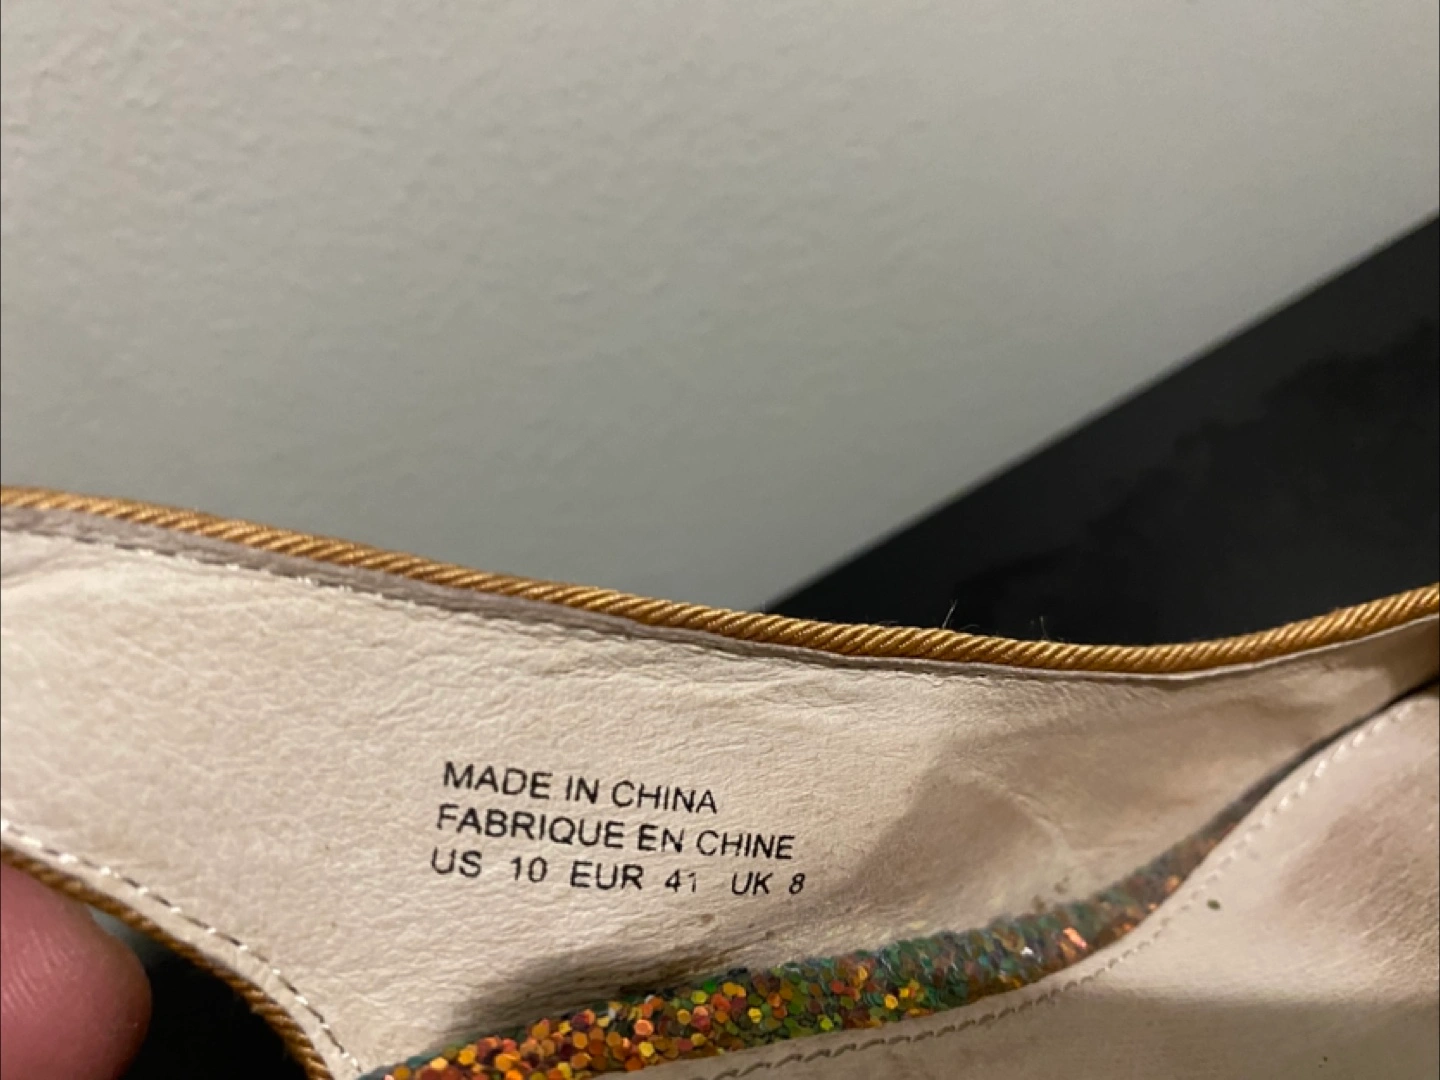 MADE IN CHINA
FABRIQUE EN CHINE
US 10 EUR 41 UK 8